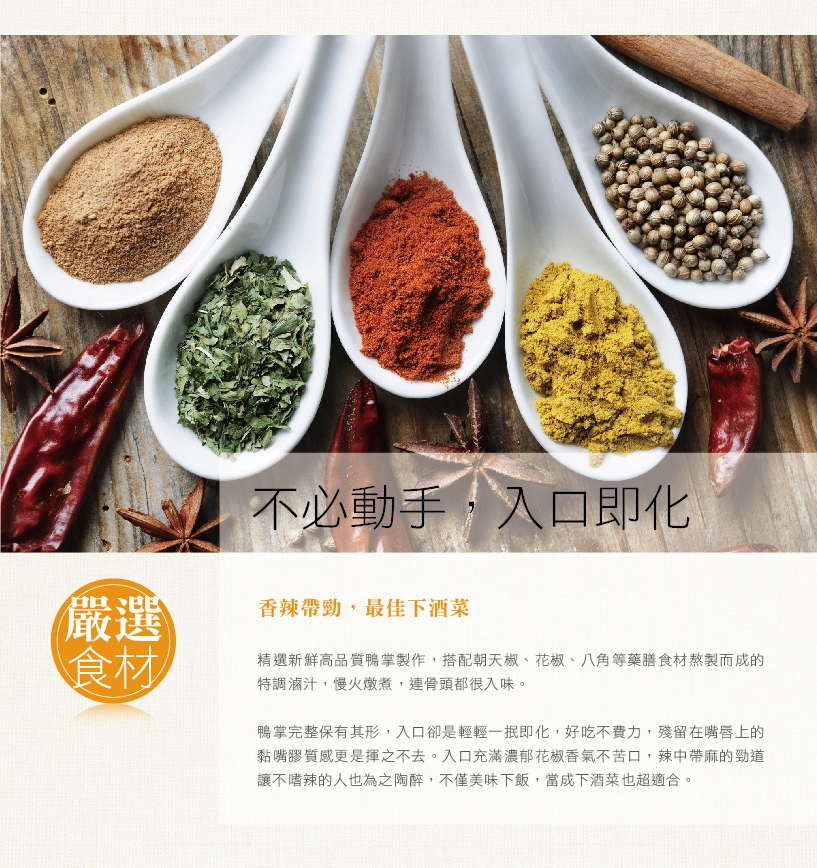 不必動手，入口即化
嚴選
食材
香辣帶勁，最佳下酒菜
精選新鮮高品質鴨掌製作，搭配朝天椒、花椒、八角等藥膳食材熬製而成的
特調滷汁，慢火燉煮，連骨頭都很入味。
鴨掌完整保有其形，入口卻是輕輕一抿即化，好吃不費力，殘留在嘴唇上的
黏嘴膠質感更是揮之不去。入口充滿濃郁花椒香氣不苦口，辣中帶麻的勁道
讓不嗜辣的人也為之陶醉，不僅美味下飯，當成下酒菜也超適合。